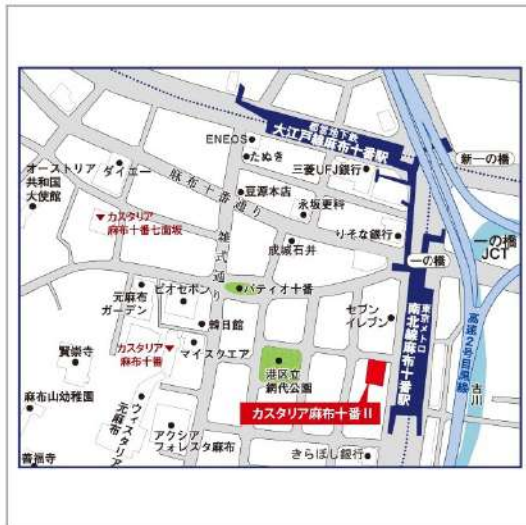 都営地下鉄
大江戸線麻布十番駅
ENEOS
たぬき
三菱UFJ銀行
新一の橋
オーストリア
共和国
大使館
ダイエー
麻布十番通り
豆源本店
永坂更科
カスタリア
麻布十番七面坂
雑式通り
成城石井
りそな銀行
一の橋
一の橋
JCT
元麻布
ガーデン
ピオセボン
パティオ十番
セブン
イレブン
東京メトロ
南北線麻布十番駅
高速2号目黒線
古川
韓日館
カスタリア
麻布十番
マイスクエア
賢崇寺
港区立
網代公園
麻布山幼稚園
ウィスタリア
元麻布
カスタリア麻布十番II
アクシア
フォレスタ麻布
きらぼし銀行
善福寺